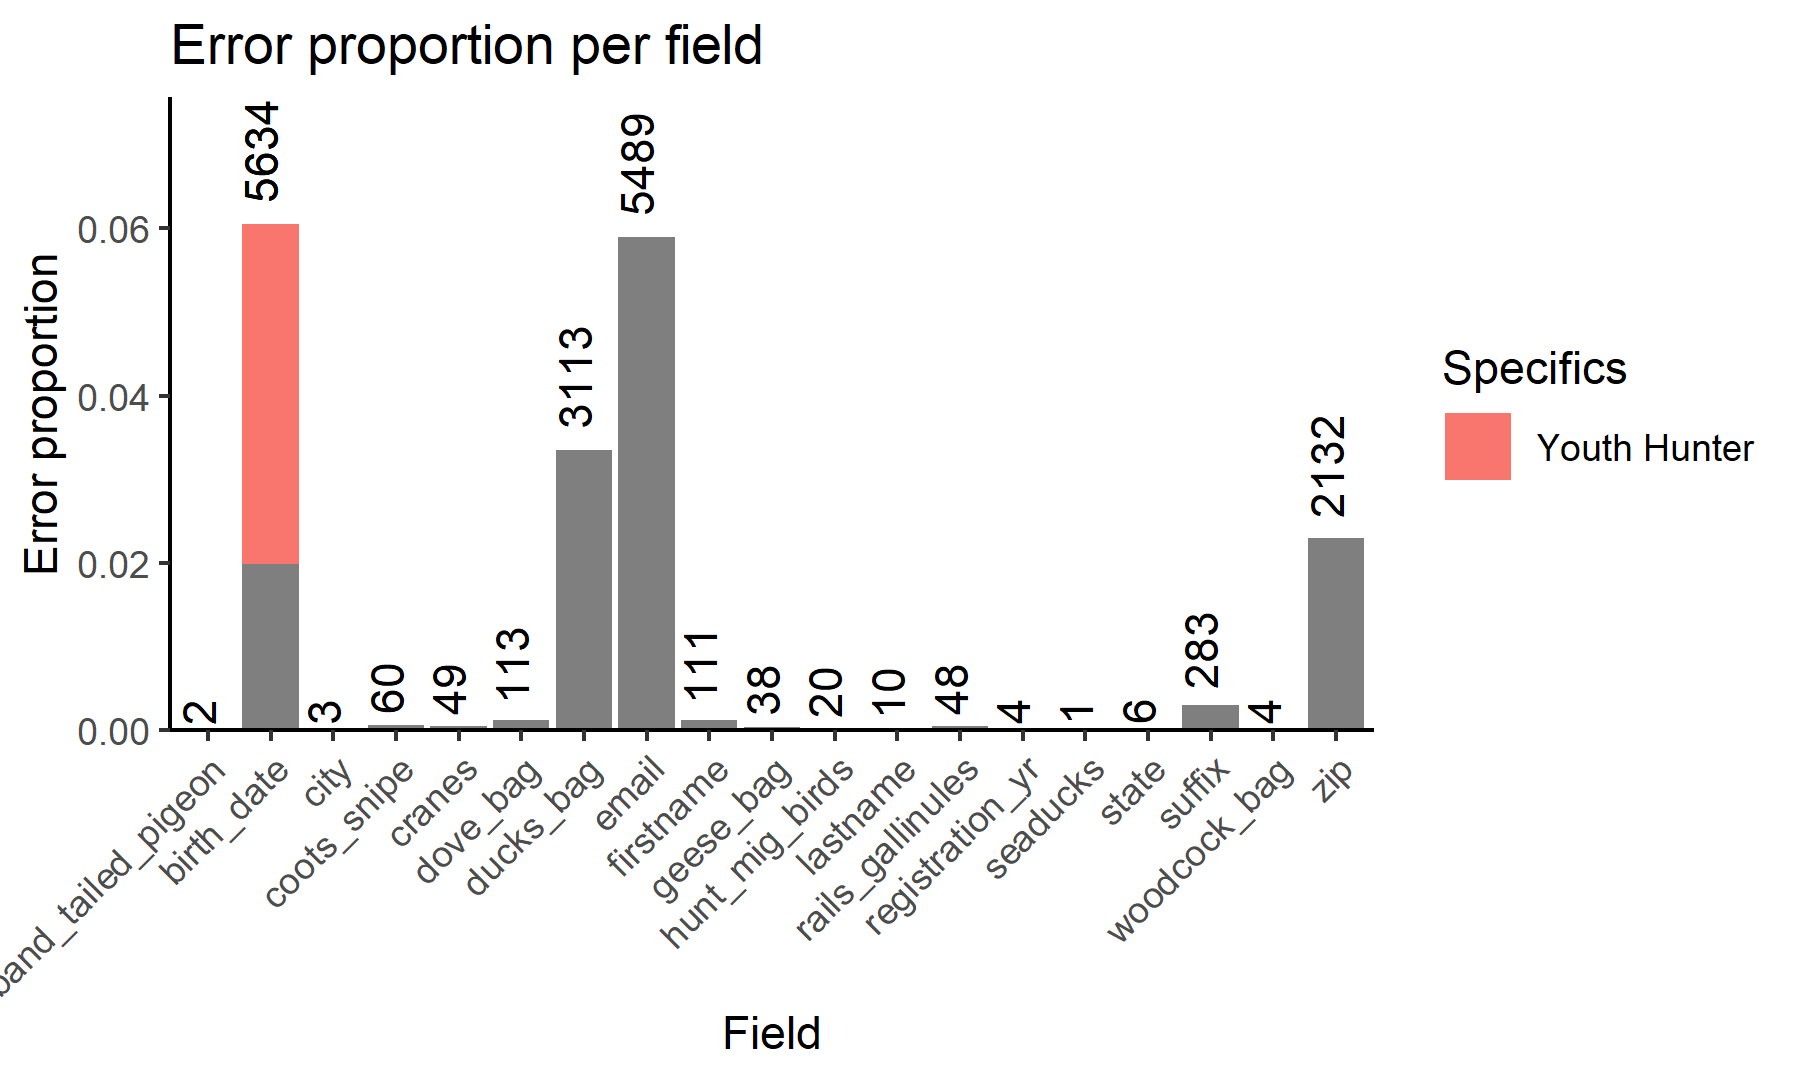 Error proportion per field
Error proportion
0.06
0.04
0.02
0.00
2
5634
3
60
49
113
3113
5489
111
38
20
10
48
4
1
6
283
4
2132
band_tailed_pigeon
birth_date
city
coots_snipe
cranes
dove_bag
ducks_bag
email
firstname
geese_bag
hunt_mig_birds
lastname
rails_gallinules
registration_yr
seaducks
state
suffix
woodcock_bag
zip
Field
Specifics
Youth Hunter